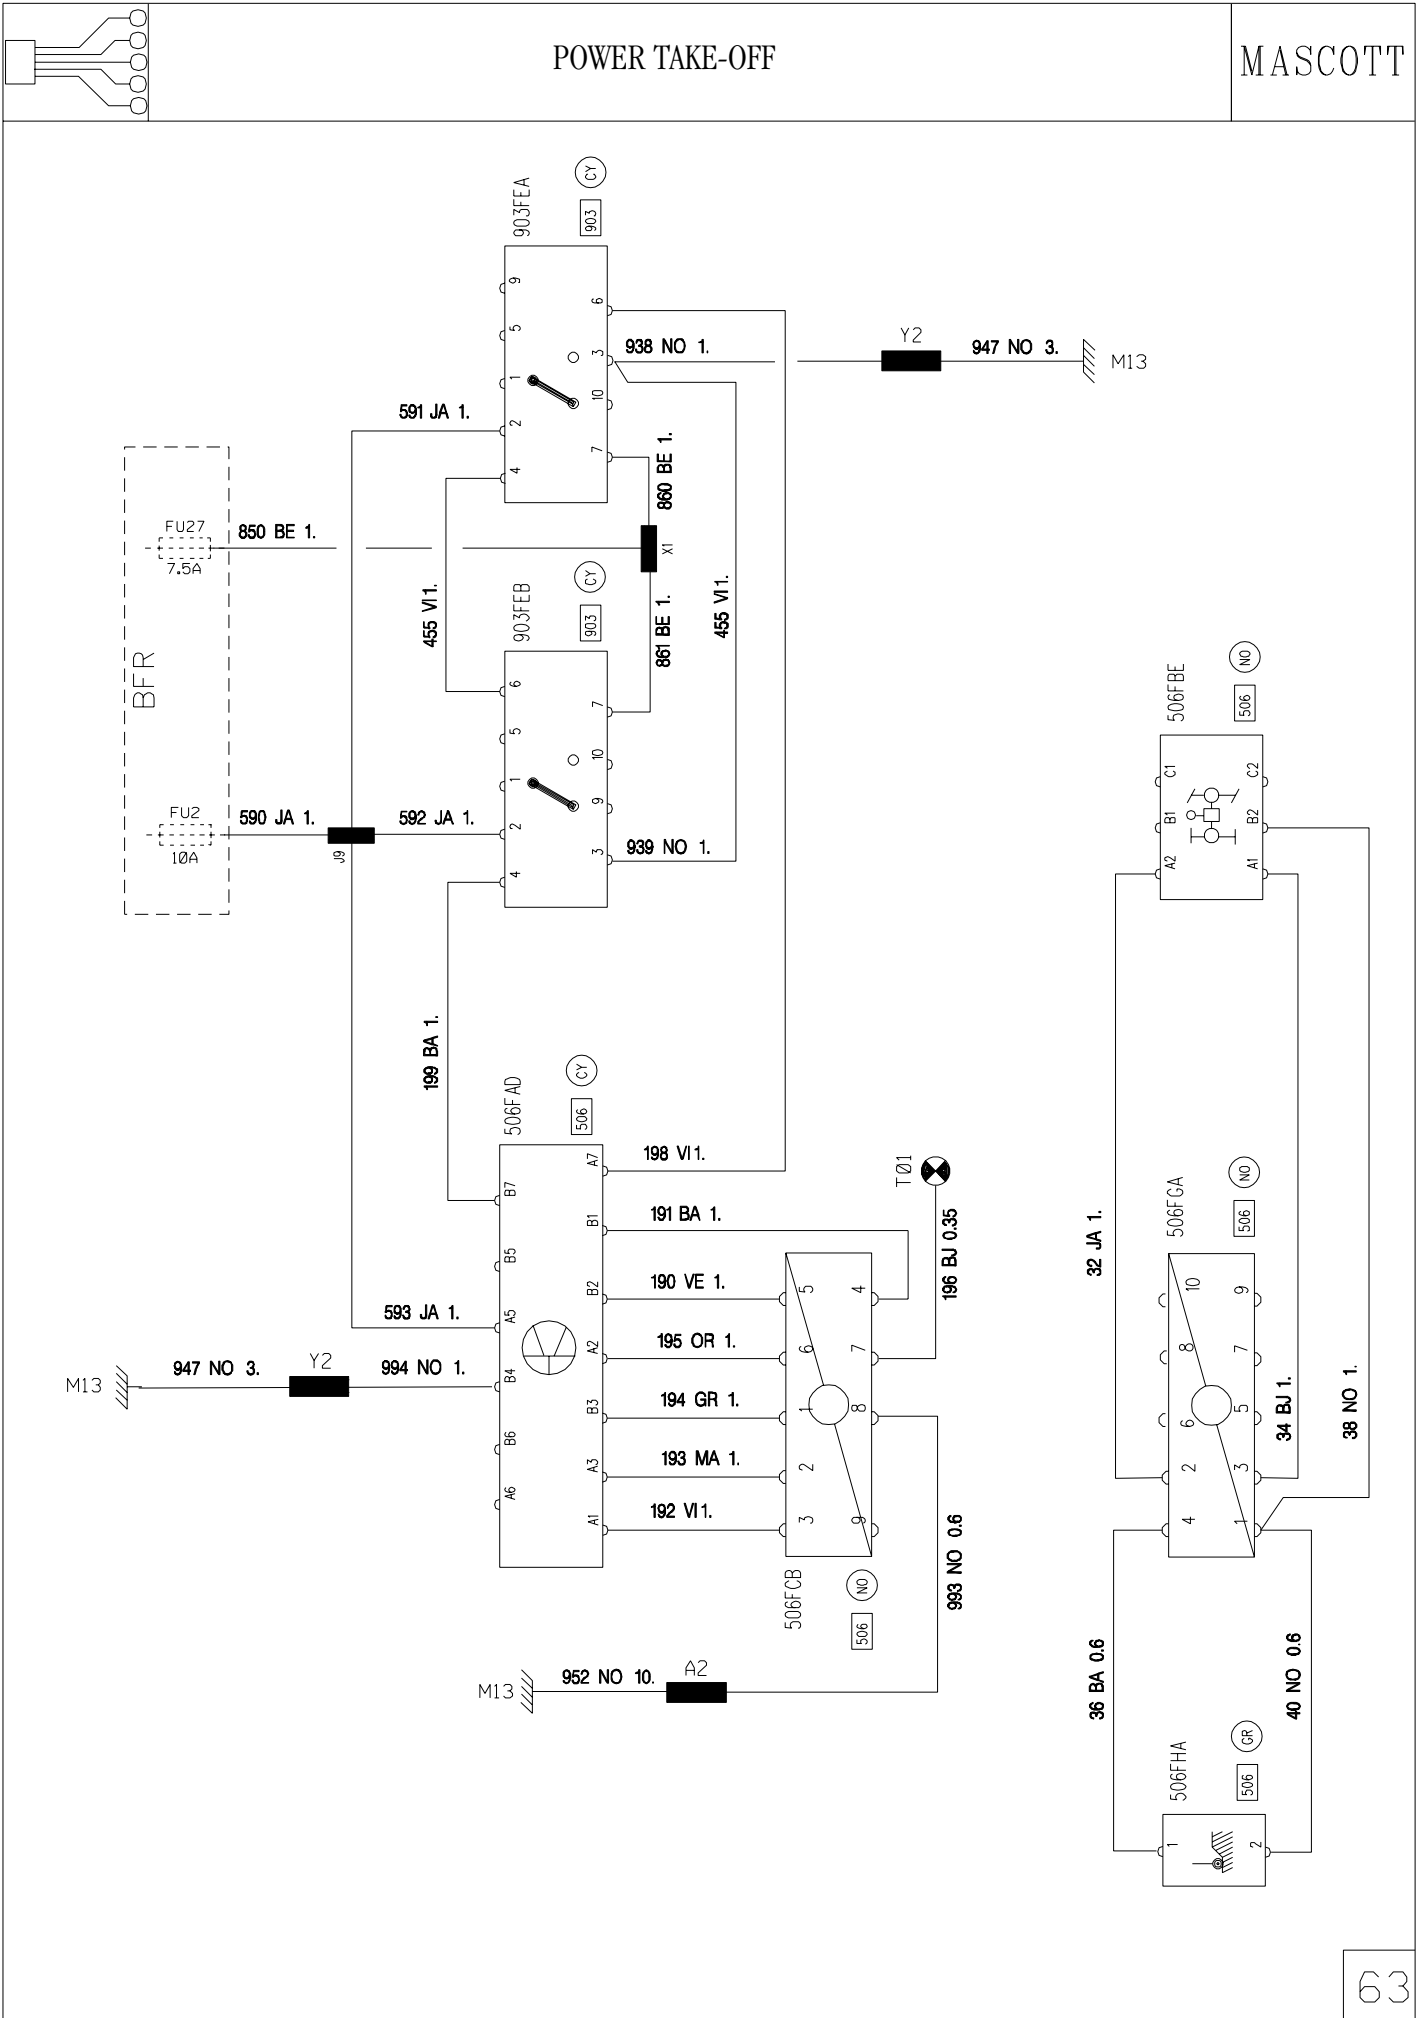 POWER TAKE-OFF
MASCOTT
903FEA
CY
903
9
5
1
2
4
6
3
10
7
938 NO 1.
Y2
947 NO 3.
M13
591 JA 1.
BFR
FU27
7.5A
850 BE 1.
860 BE 1.
X1
861 BE 1.
455 VI 1.
455 VI 1.
903FEB
CY
903
6
5
1
2
4
7
10
9
3
FU2
10A
590 JA 1.
J9
592 JA 1.
939 NO 1.
199 BA 1.
506FAD
CY
506
B7
B5
A5
B4
B6
A6
A7
B1
B2
A2
B3
A3
A1
198 VI 1.
191 BA 1.
190 VE 1.
195 OR 1.
194 GR 1.
193 MA 1.
192 VI 1.
593 JA 1.
M13
947 NO 3.
Y2
994 NO 1.
TØ1
196 BJ 0.35
5
6
1
2
3
4
7
8
9
506FCB
NO
506
993 NO 0.6
M13
952 NO 10.
A2
506FBE
NO
506
C1
B1
A2
C2
B2
A1
32 JA 1.
34 BJ 1.
38 NO 1.
506FGA
NO
506
10
8
6
2
4
9
7
5
3
1
36 BA 0.6
40 NO 0.6
506FHA
GR
506
1
2
63